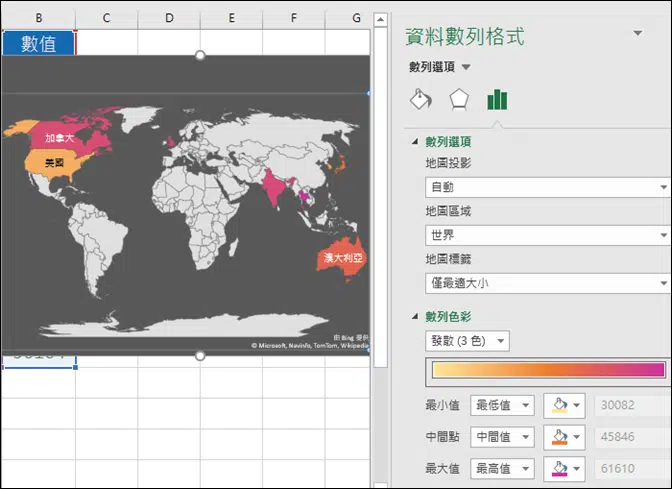 B C D E F G
數值
加拿大
美國
澳大利亞
由 Bing 提供
© Microsoft, Navinfo, TomTom, Wikipedia
資料數列格式
數列選項
數列選項
地圖投影
自動
地圖區域
世界
地圖標籤
僅最適大小
數列色彩
發散 (3 色)
最小值 最低值 30082
中間點 中間值 45846
最大值 最高值 61610